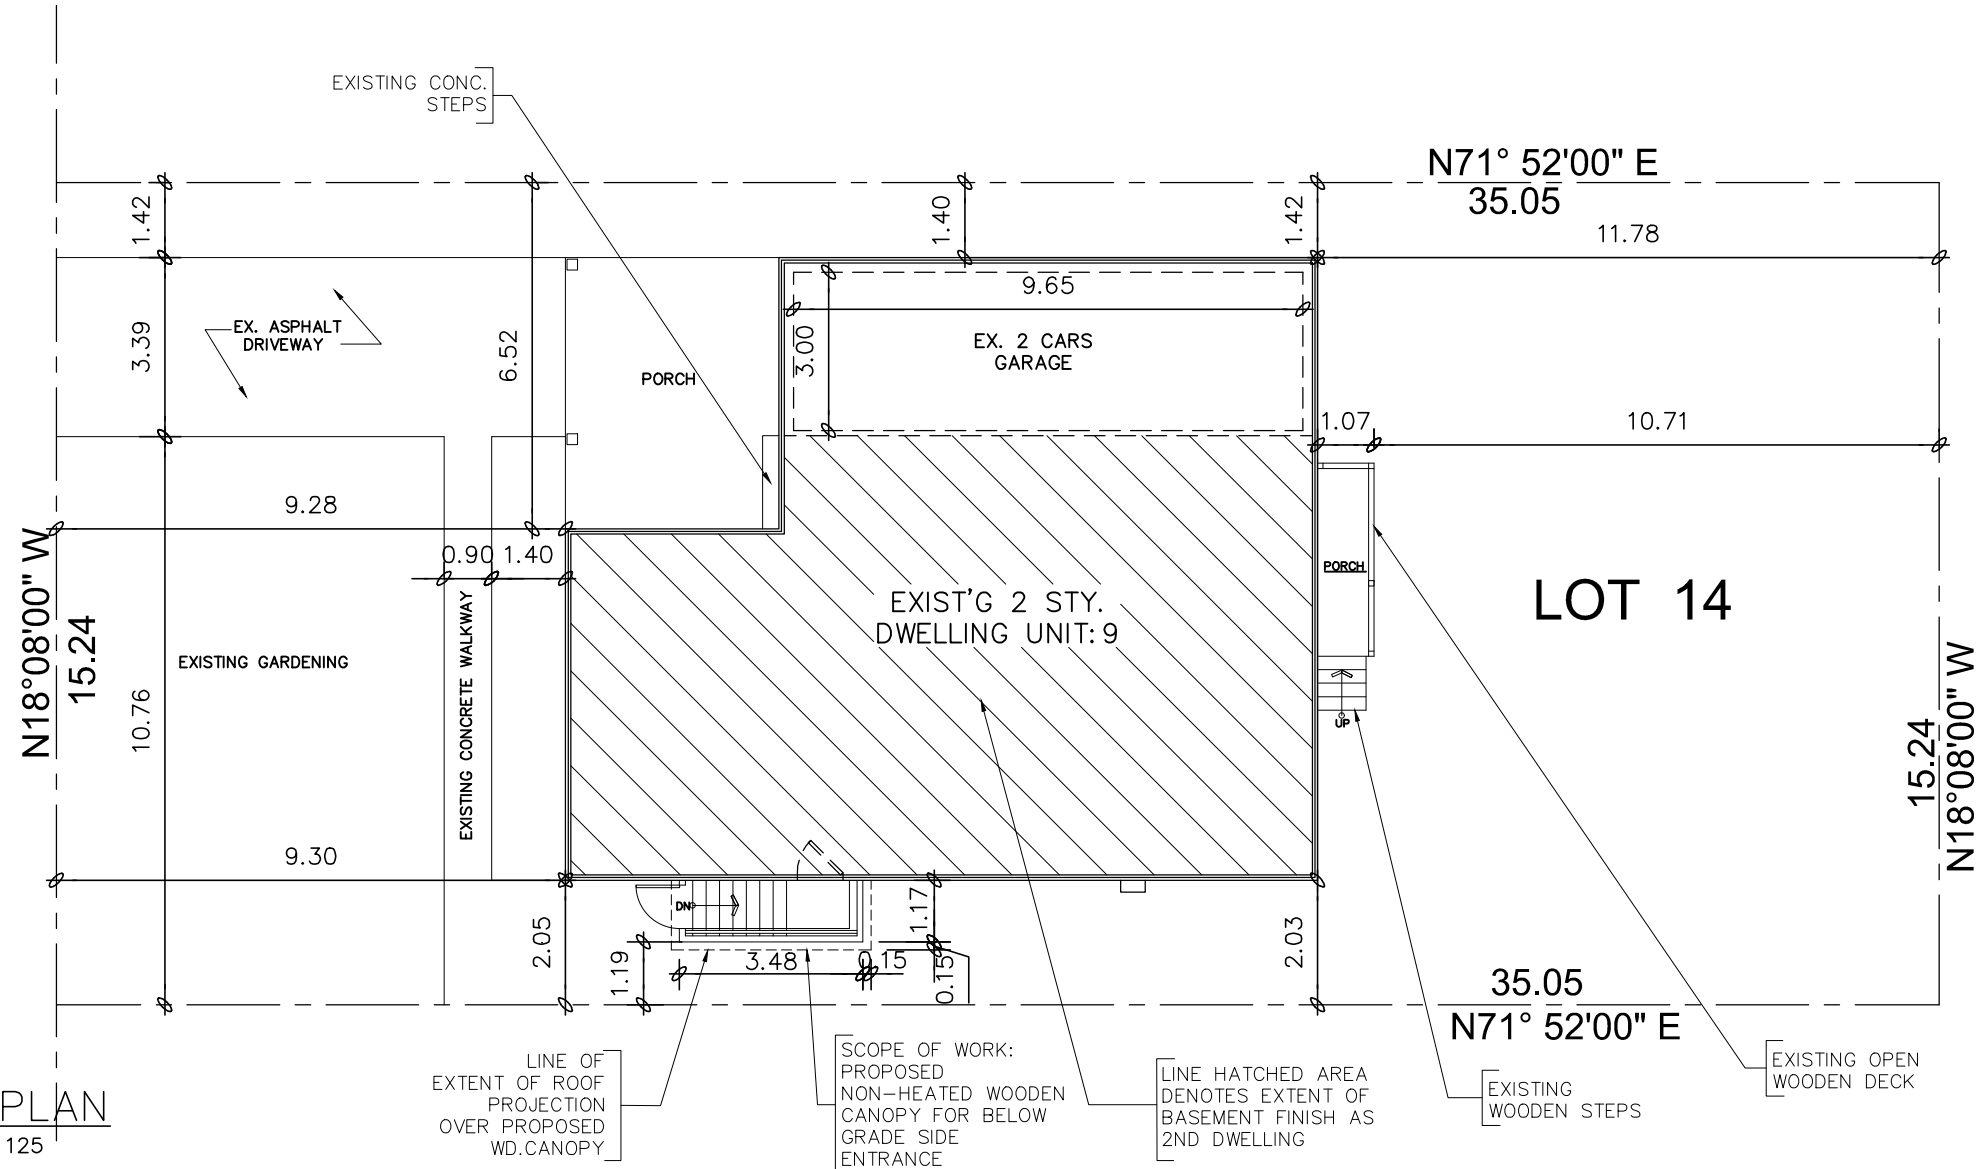 EXISTING CONC.
STEPS
N71° 52'00" E
35.05
1.42
1.40
1.42
11.78
9.65
EX. ASPHALT
DRIVEWAY
3.39
6.52
PORCH
3.00
EX. 2 CARS
GARAGE
1.07
10.71
9.28
0.90
1.40
N18°08'00" W
15.24
EXISTING GARDENING
EXISTING CONCRETE WALKWAY
EXIST'G 2 STY.
DWELLING UNIT: 9
PORCH
UP
LOT 14
10.76
15.24
N18°08'00" W
9.30
DN
2.05
1.19
3.48
0.15
1.17
0.15
2.03
35.05
N71° 52'00" E
LINE OF
EXTENT OF ROOF
PROJECTION
OVER PROPOSED
WD.CANOPY
SCOPE OF WORK:
PROPOSED
NON-HEATED WOODEN
CANOPY FOR BELOW
GRADE SIDE
ENTRANCE
LINE HATCHED AREA
DENOTES EXTENT OF
BASEMENT FINISH AS
2ND DWELLING
EXISTING
WOODEN STEPS
EXISTING OPEN
WOODEN DECK
PLAN
125